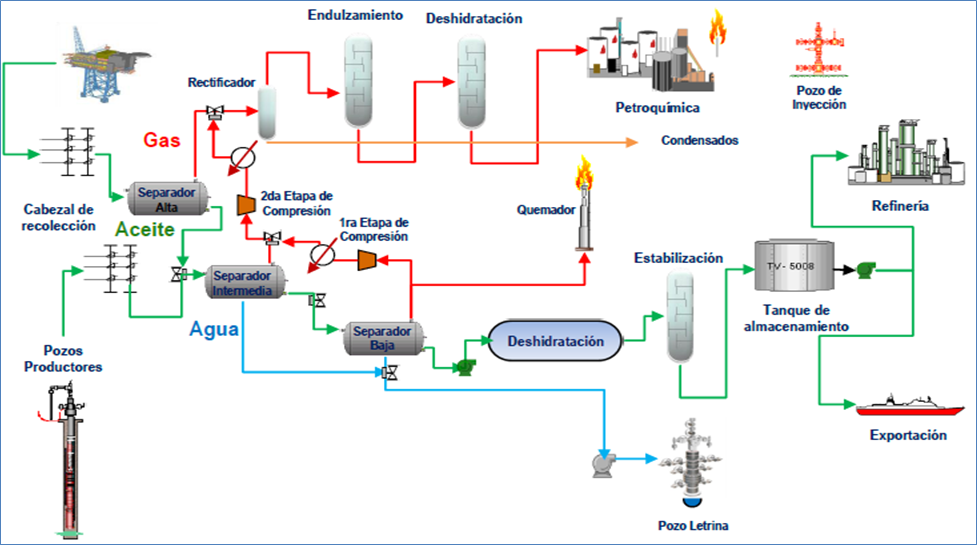 Endulzamiento
Deshidratación
Rectificador
Petroquímica
Pozo de
Inyección
Gas
Condensados
Separador
Alta
2da Etapa de
Compresión
Quemador
Refinería
Cabezal de
recolección
Aceite
1ra Etapa de
Compresión
Separador
Intermedia
Estabilización
TV- 5008
Agua
Separador
Baja
Deshidratación
Tanque de
almacenamiento
Pozos
Productores
Exportación
Pozo Letrina